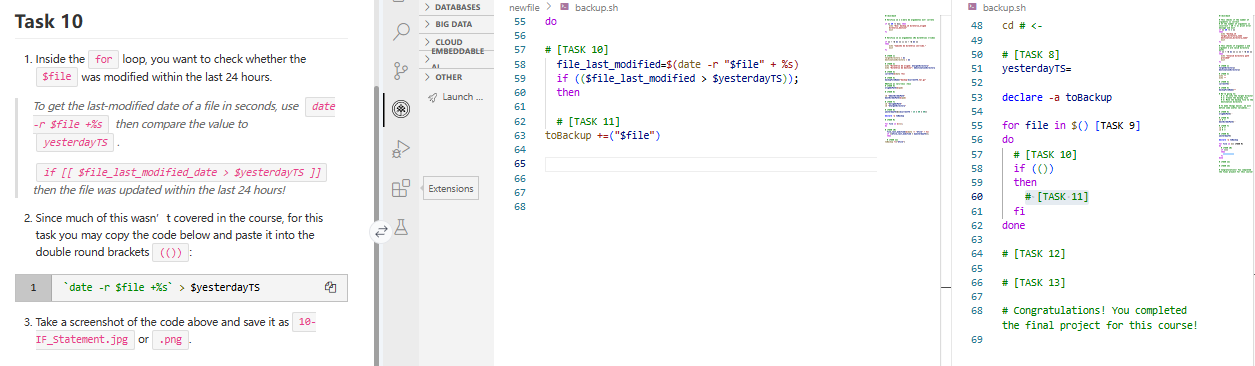 Task 10
1. Inside the for loop, you want to check whether the
$file was modified within the last 24 hours.
To get the last-modified date of a file in seconds, use date
-r $file +%s then compare the value to
yesterdayTS .
if [[ $file_last_modified_date > $yesterdayTS ]]
then the file was updated within the last 24 hours!
2. Since much of this wasn't covered in the course, for this
task you may copy the code below and paste it into the
double round brackets (()) :
1 `date -r $file +%s` > $yesterdayTS
3. Take a screenshot of the code above and save it as 10-
IF_Statement.jpg or .png .
DATABASES
BIG DATA
CLOUD
EMBEDDABLE
AI
OTHER
Launch ...
Extensions
newfile > backup.sh
55 do
56
57 # [TASK 10]
58 file_last_modified=$(date -r "$file" + %s)
59 if (($file_last_modified > $yesterdayTS));
60 then
61
62 # [TASK 11]
63 toBackup +=("$file")
64
65
66
67
68
backup.sh
48 cd # <-
49
50 # [TASK 8]
51 yesterdayTS=
52
53 declare -a toBackup
54
55 for file in $() [TASK 9]
56 do
57 # [TASK 10]
58 if (())
59 then
60 # [TASK 11]
61 fi
62 done
63
64 # [TASK 12]
65
66 # [TASK 13]
67
68 # Congratulations! You completed
the final project for this course!
69